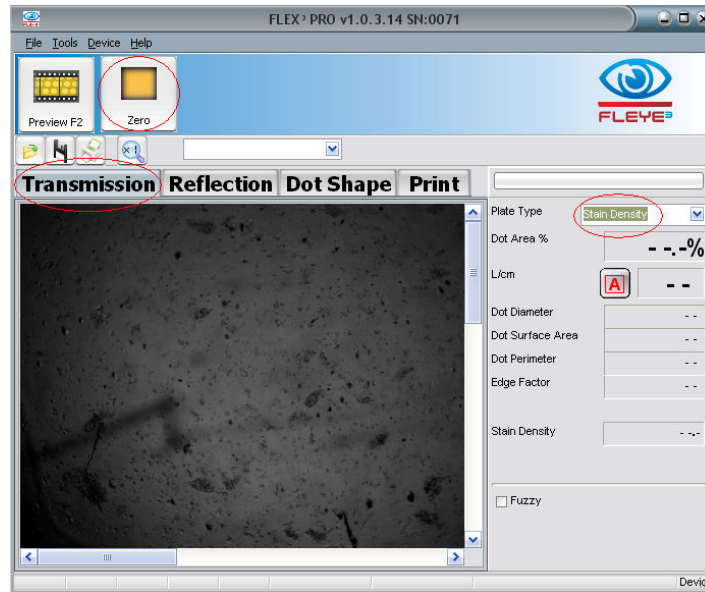 FLEX³ PRO v1.0.3.14 SN:0071
File Tools Device Help
Preview F2
Zero
FLEYE³
Transmission Reflection Dot Shape Print
Plate Type Stain Density
Dot Area % - -.-%
L/cm A - -
Dot Diameter - -
Dot Surface Area - -
Dot Perimeter - -
Edge Factor - -
Stain Density - -.-
Fuzzy